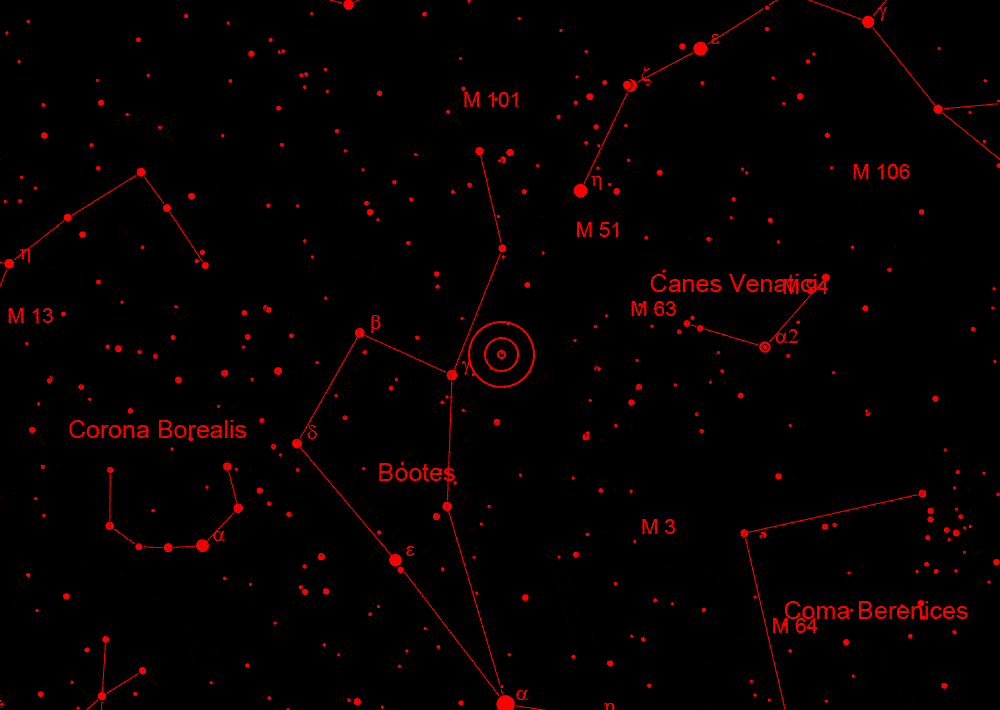 γ
ε
ζ
M 101
M 106
η
M 51
η
Canes Venatici
M 94
M 63
M 13
β
α2
γ
Corona Borealis
δ
Bootes
M 3
α
ε
Coma Berenices
M 64
α
η